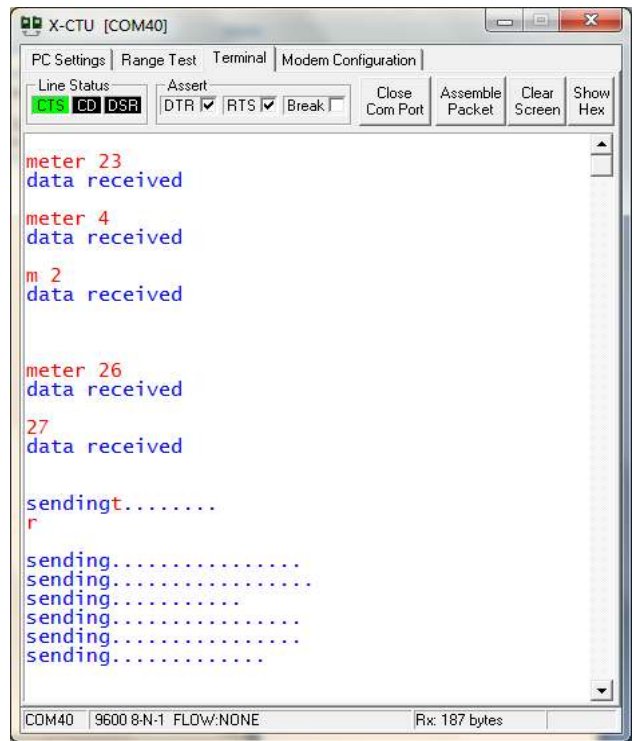 X-CTU [COM40]
PC Settings Range Test Terminal Modem Configuration
Line Status Assert
CTS CD DSR DTR RTS Break Close Com Port Assemble Packet Clear Screen Show Hex
meter 23
data received
meter 4
data received
m 2
data received
meter 26
data received
27
data received
sendingt........
r
sending................
sending.................
sending...........
sending................
sending................
sending.............
COM40 9600 8-N-1 FLOW:NONE Rx: 187 bytes